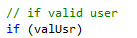 // if valid user
if (valUsr)